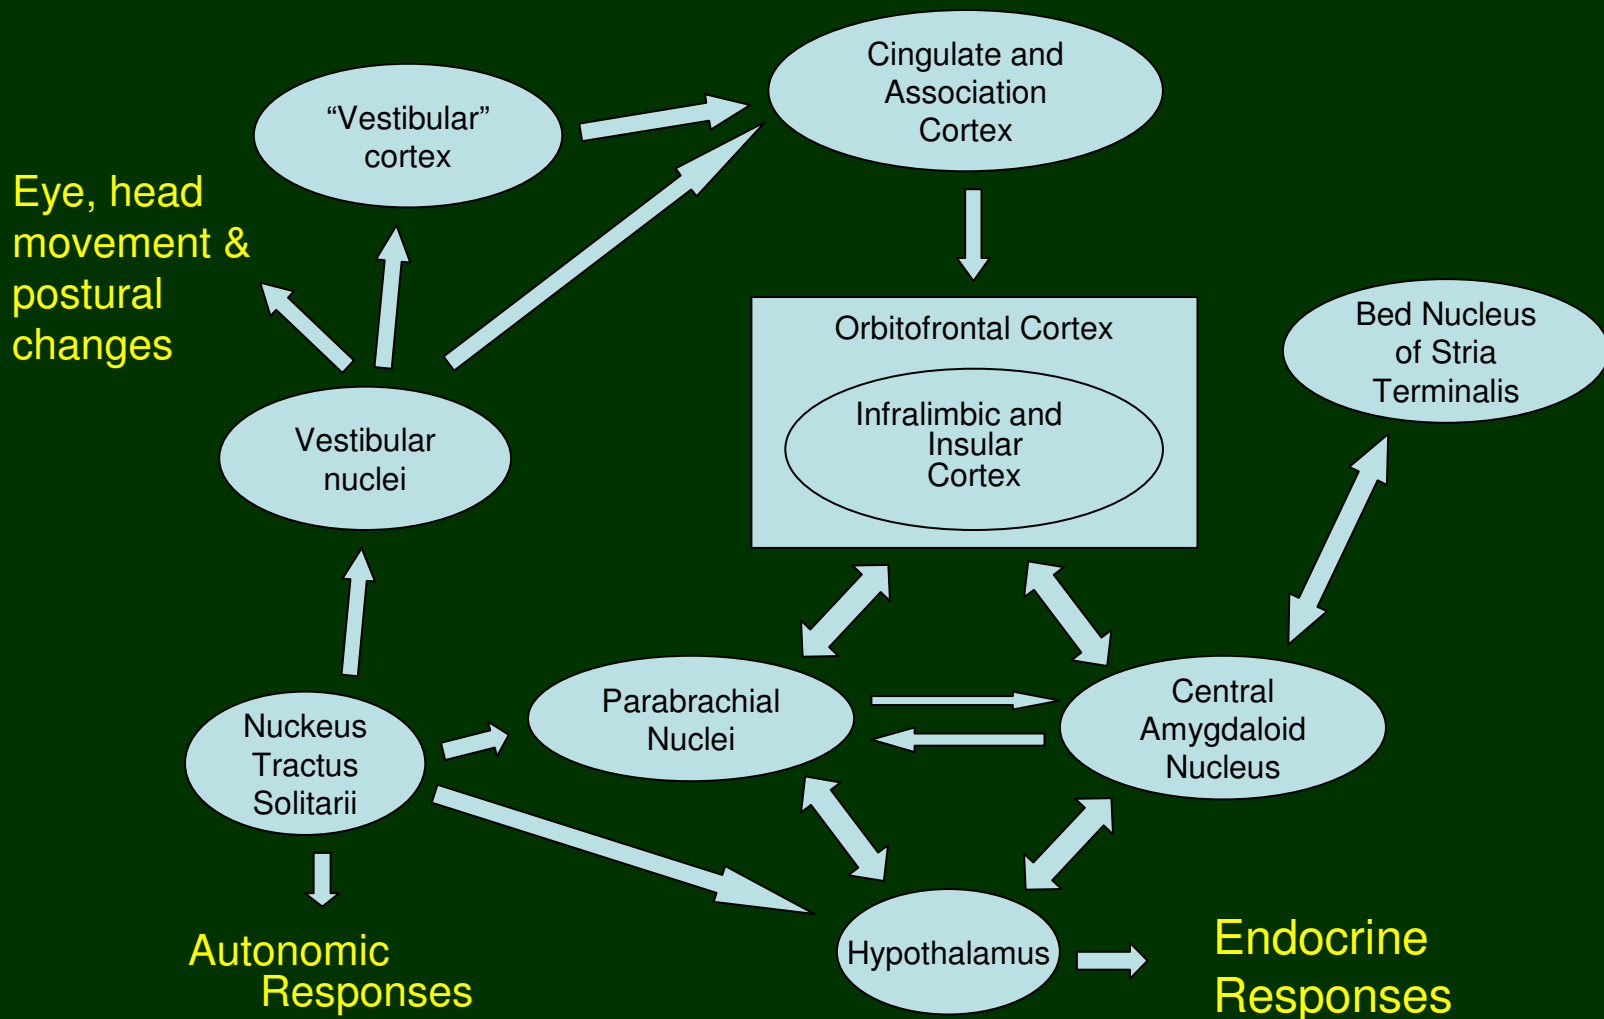 Cingulate and
Association
Cortex
“Vestibular”
cortex
Eye, head
movement &
postural
changes
Orbitofrontal Cortex
Infralimbic and
Insular
Cortex
Bed Nucleus
of Stria
Terminalis
Vestibular
nuclei
Parabrachial
Nuclei
Central
Amygdaloid
Nucleus
Nuckeus
Tractus
Solitarii
Hypothalamus
Autonomic
Responses
Endocrine
Responses